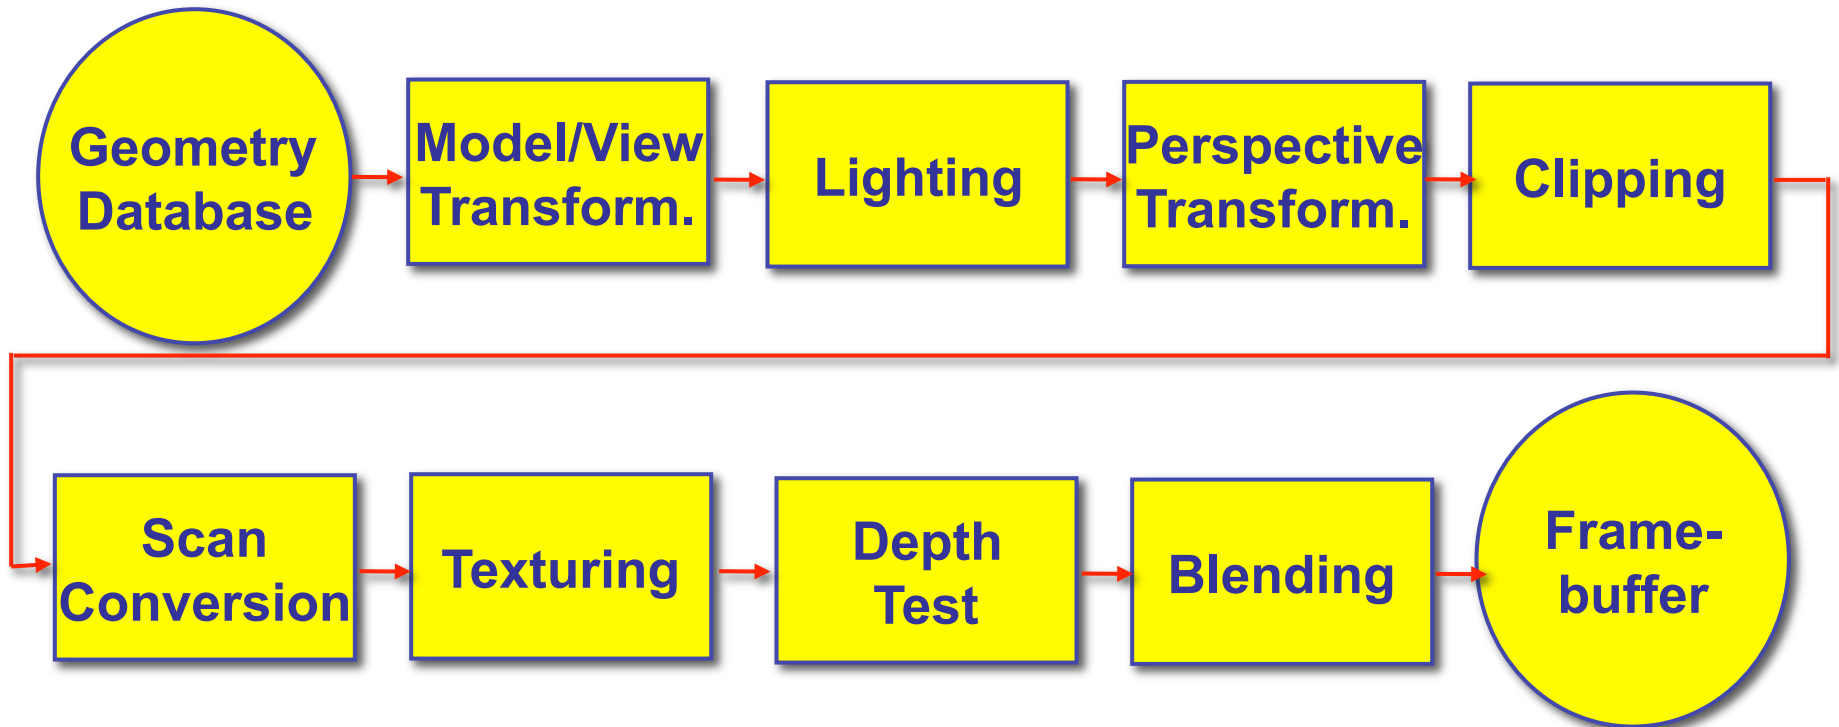 Geometry
Database
Model/View
Transform.
Lighting
Perspective
Transform.
Clipping
Scan
Conversion
Texturing
Depth
Test
Blending
Frame-
buffer